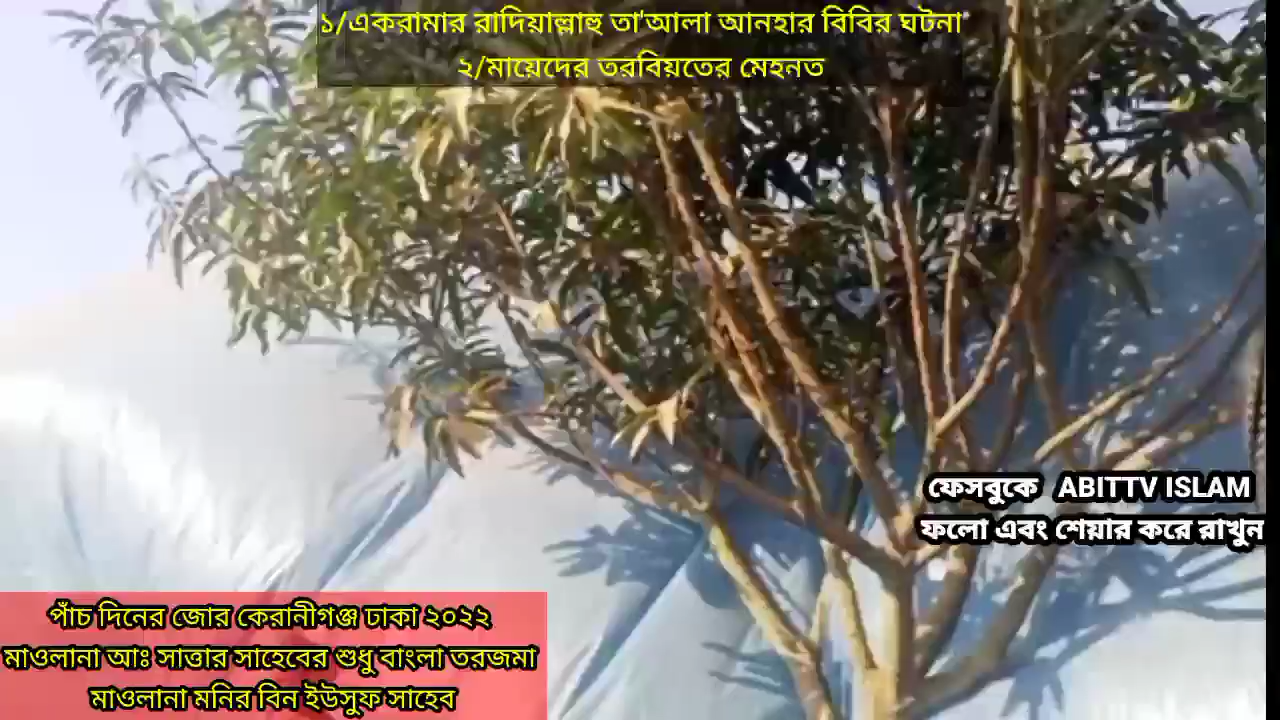 ১/একরামার রাদিয়াল্লাহু তা'আলা আনহার বিবির ঘটনা
২/মায়েদের তরবিয়তের মেহনত
ফেসবুকে ABITTV ISLAM
ফলো এবং শেয়ার করে রাখুন
পাঁচ দিনের জোর কেরানীগঞ্জ ঢাকা ২০২২
মাওলানা আঃ সাত্তার সাহেবের শুধু বাংলা তরজমা
মাওলানা মনির বিন ইউসুফ সাহেব